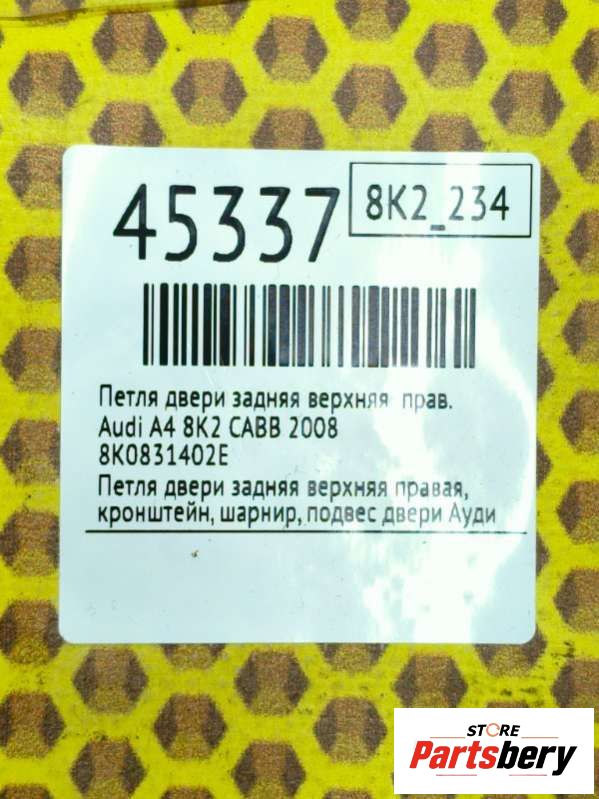 45337
8K2_234
Петля двери задняя верхняя прав.
Audi A4 8K2 CABB 2008
8K0831402E
Петля двери задняя верхняя правая,
кронштейн, шарнир, подвес двери Ауди
STORE
Partsbery